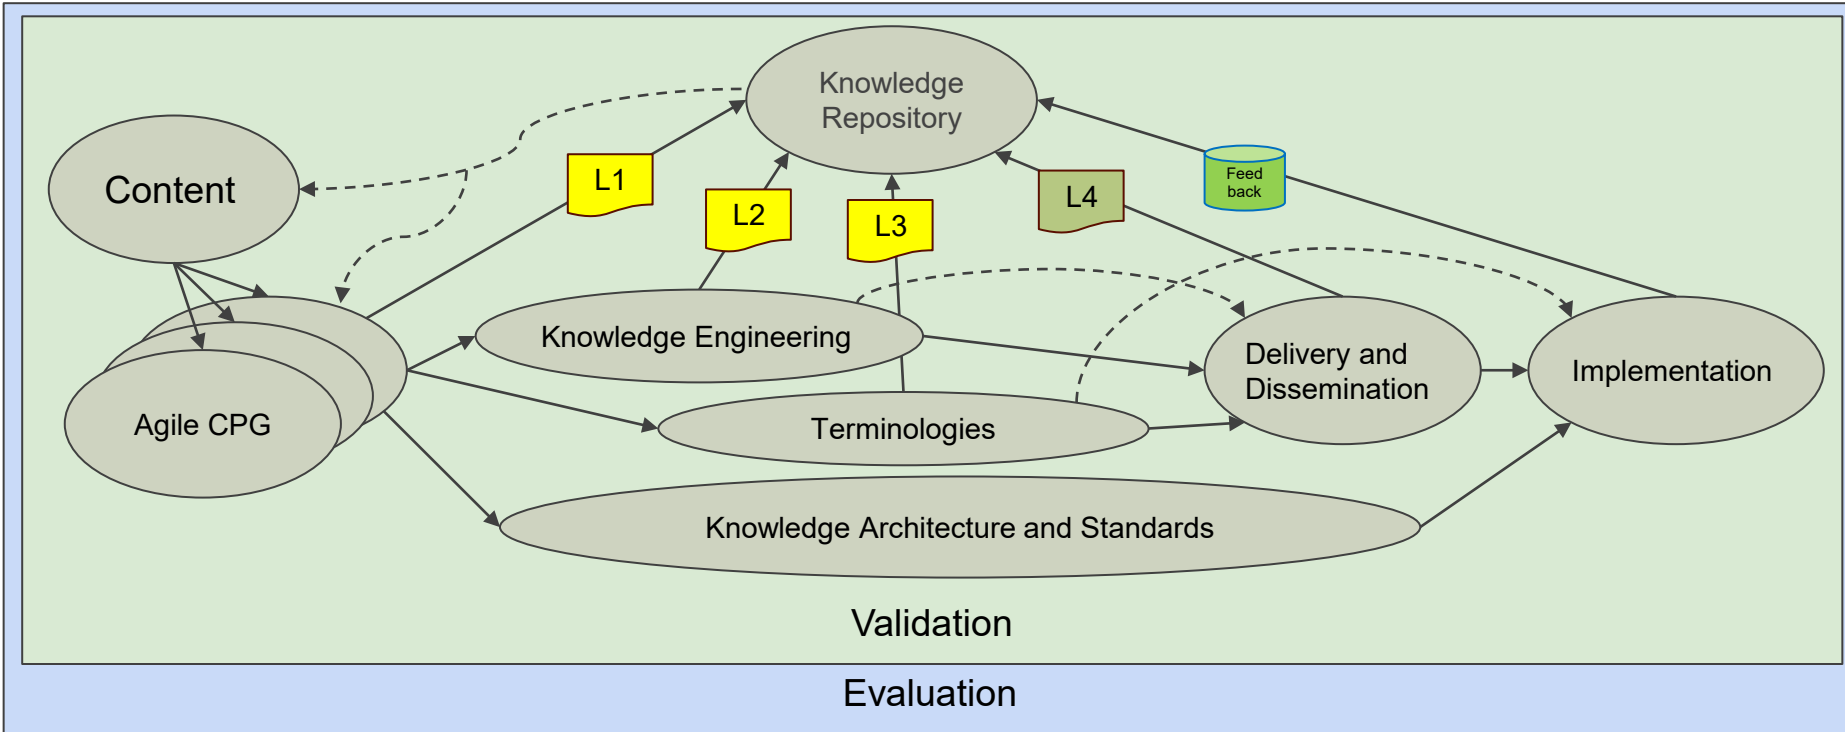 Knowledge
Repository
Content
L1
L2
L3
L4
Feed
back
Knowledge Engineering
Delivery and
Dissemination
Implementation
Agile CPG
Terminologies
Knowledge Architecture and Standards
Validation
Evaluation